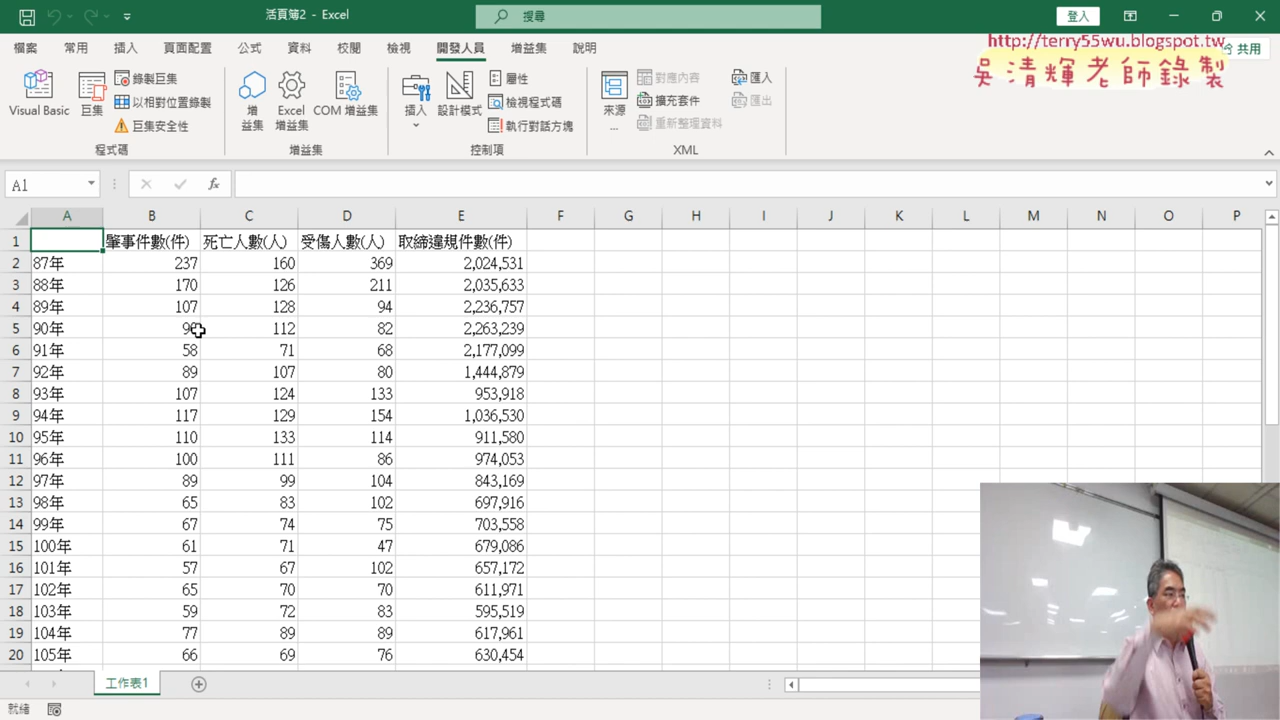 活頁簿2 - Excel
搜尋
登入
檔案 常用 插入 頁面配置 公式 資料 校閱 檢視 開發人員 增益集 說明
共用
http://terry55wu.blogspot.tw
吳清輝老師錄製
Visual Basic
巨集
錄製巨集
以相對位置錄製
巨集安全性
程式碼
增益集
Excel 增益集
COM 增益集
增益集
插入
設計模式
屬性
檢視程式碼
執行對話方塊
控制項
來源
...
對應內容
擴充套件
重新整理資料
匯入
匯出
XML
A1
fx
A B C D E F G H I J K L M N O P
1 肇事件數(件) 死亡人數(人) 受傷人數(人) 取締違規件數(件)
2 87年 237 160 369 2,024,531
3 88年 170 126 211 2,035,633
4 89年 107 128 94 2,236,757
5 90年 112 82 2,263,239
6 91年 58 71 68 2,177,099
7 92年 89 107 80 1,444,879
8 93年 107 124 133 953,918
9 94年 117 129 154 1,036,530
10 95年 110 133 114 911,580
11 96年 100 111 86 974,053
12 97年 89 99 104 843,169
13 98年 65 83 102 697,916
14 99年 67 74 75 703,558
15 100年 61 71 47 679,086
16 101年 57 67 102 657,172
17 102年 65 70 70 611,971
18 103年 59 72 83 595,519
19 104年 77 89 89 617,961
20 105年 66 69 76 630,454
工作表1
就緒